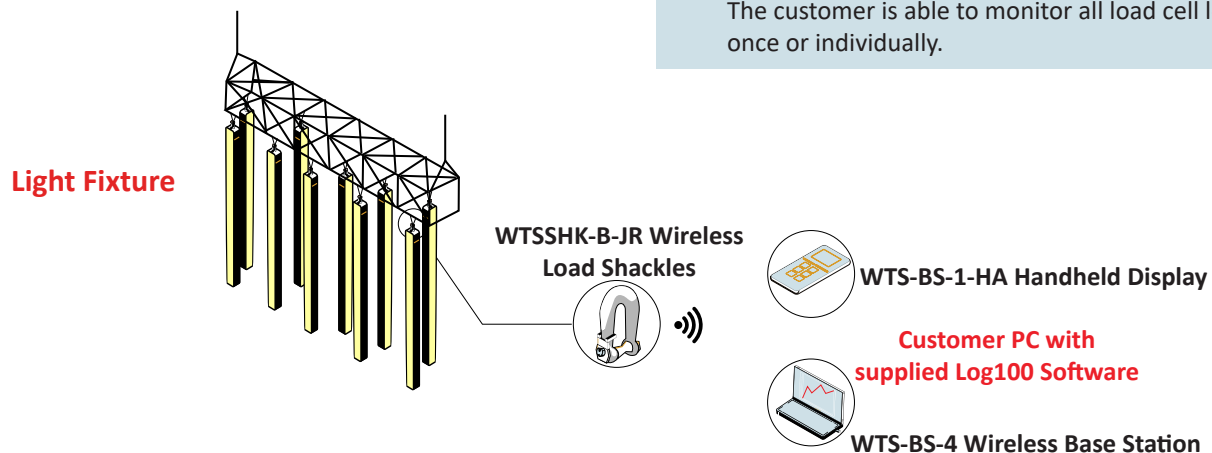 The customer is able to monitor all load cell
once or individually.
Light Fixture
WTSSHK-B-JR Wireless
Load Shackles
WTS-BS-1-HA Handheld Display
Customer PC with
supplied Log100 Software
WTS-BS-4 Wireless Base Station